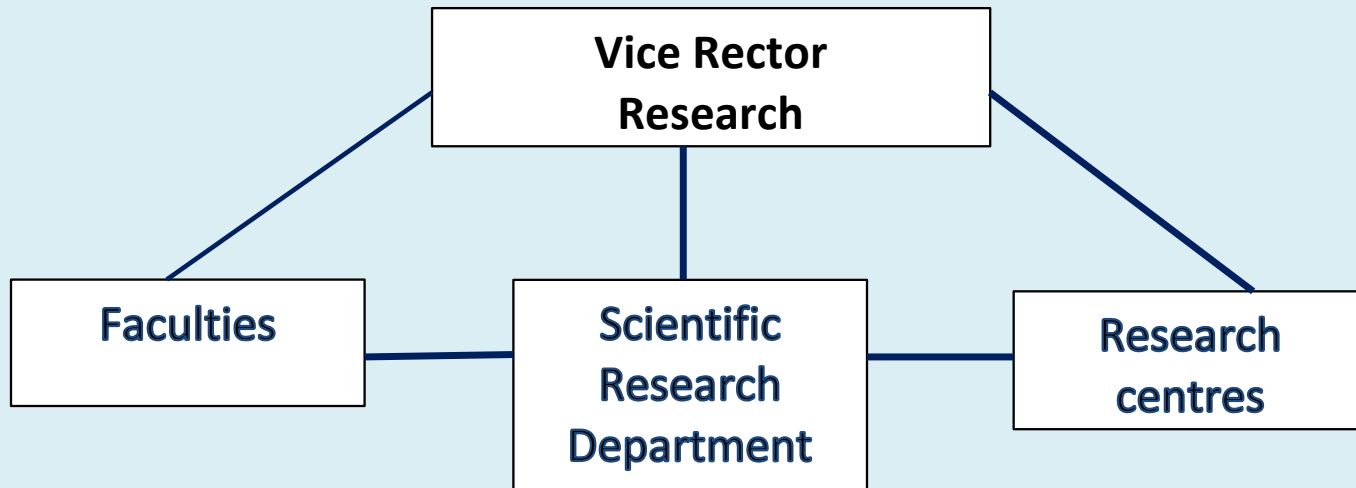 Vice Rector
Research
Faculties
Scientific
Research
Department
Research
centres